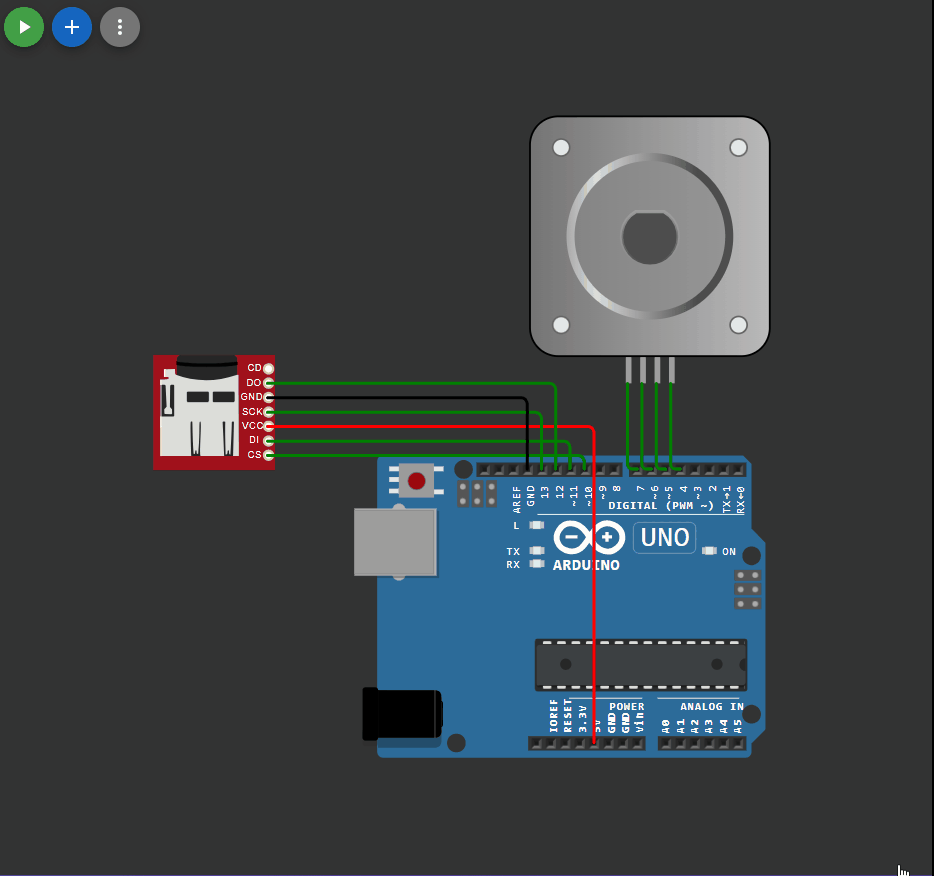 CD
DO
GND
SCK
VCC
DI
CS
AREF
GND
13
12
~11
~10
~9
8
7
~6
~5
4
~3
2
TX→1
RX←0
DIGITAL (PWM ~)
L
TX
RX
UNO
ON
ARDUINO
POWER
ANALOG IN
IOREF
RESET
3.3V
5V
GND
GND
Vin
A0
A1
A2
A3
A4
A5